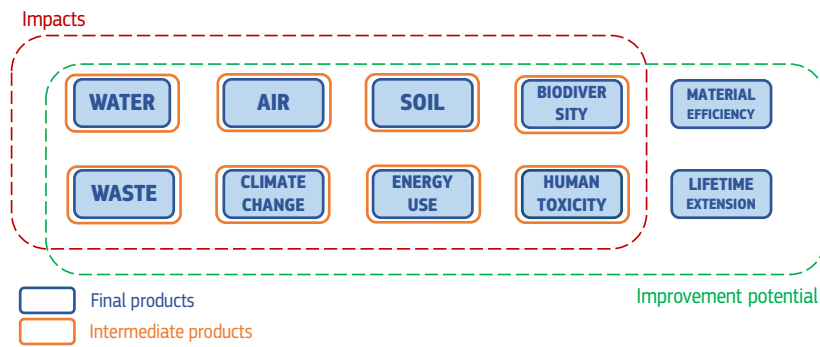 Impacts
WATER
AIR
SOIL
BIODIVER
SITY
MATERIAL
EFFICIENCY
WASTE
CLIMATE
CHANGE
ENERGY
USE
HUMAN
TOXICITY
LIFETIME
EXTENSION
Final products
Improvement potential
Intermediate products